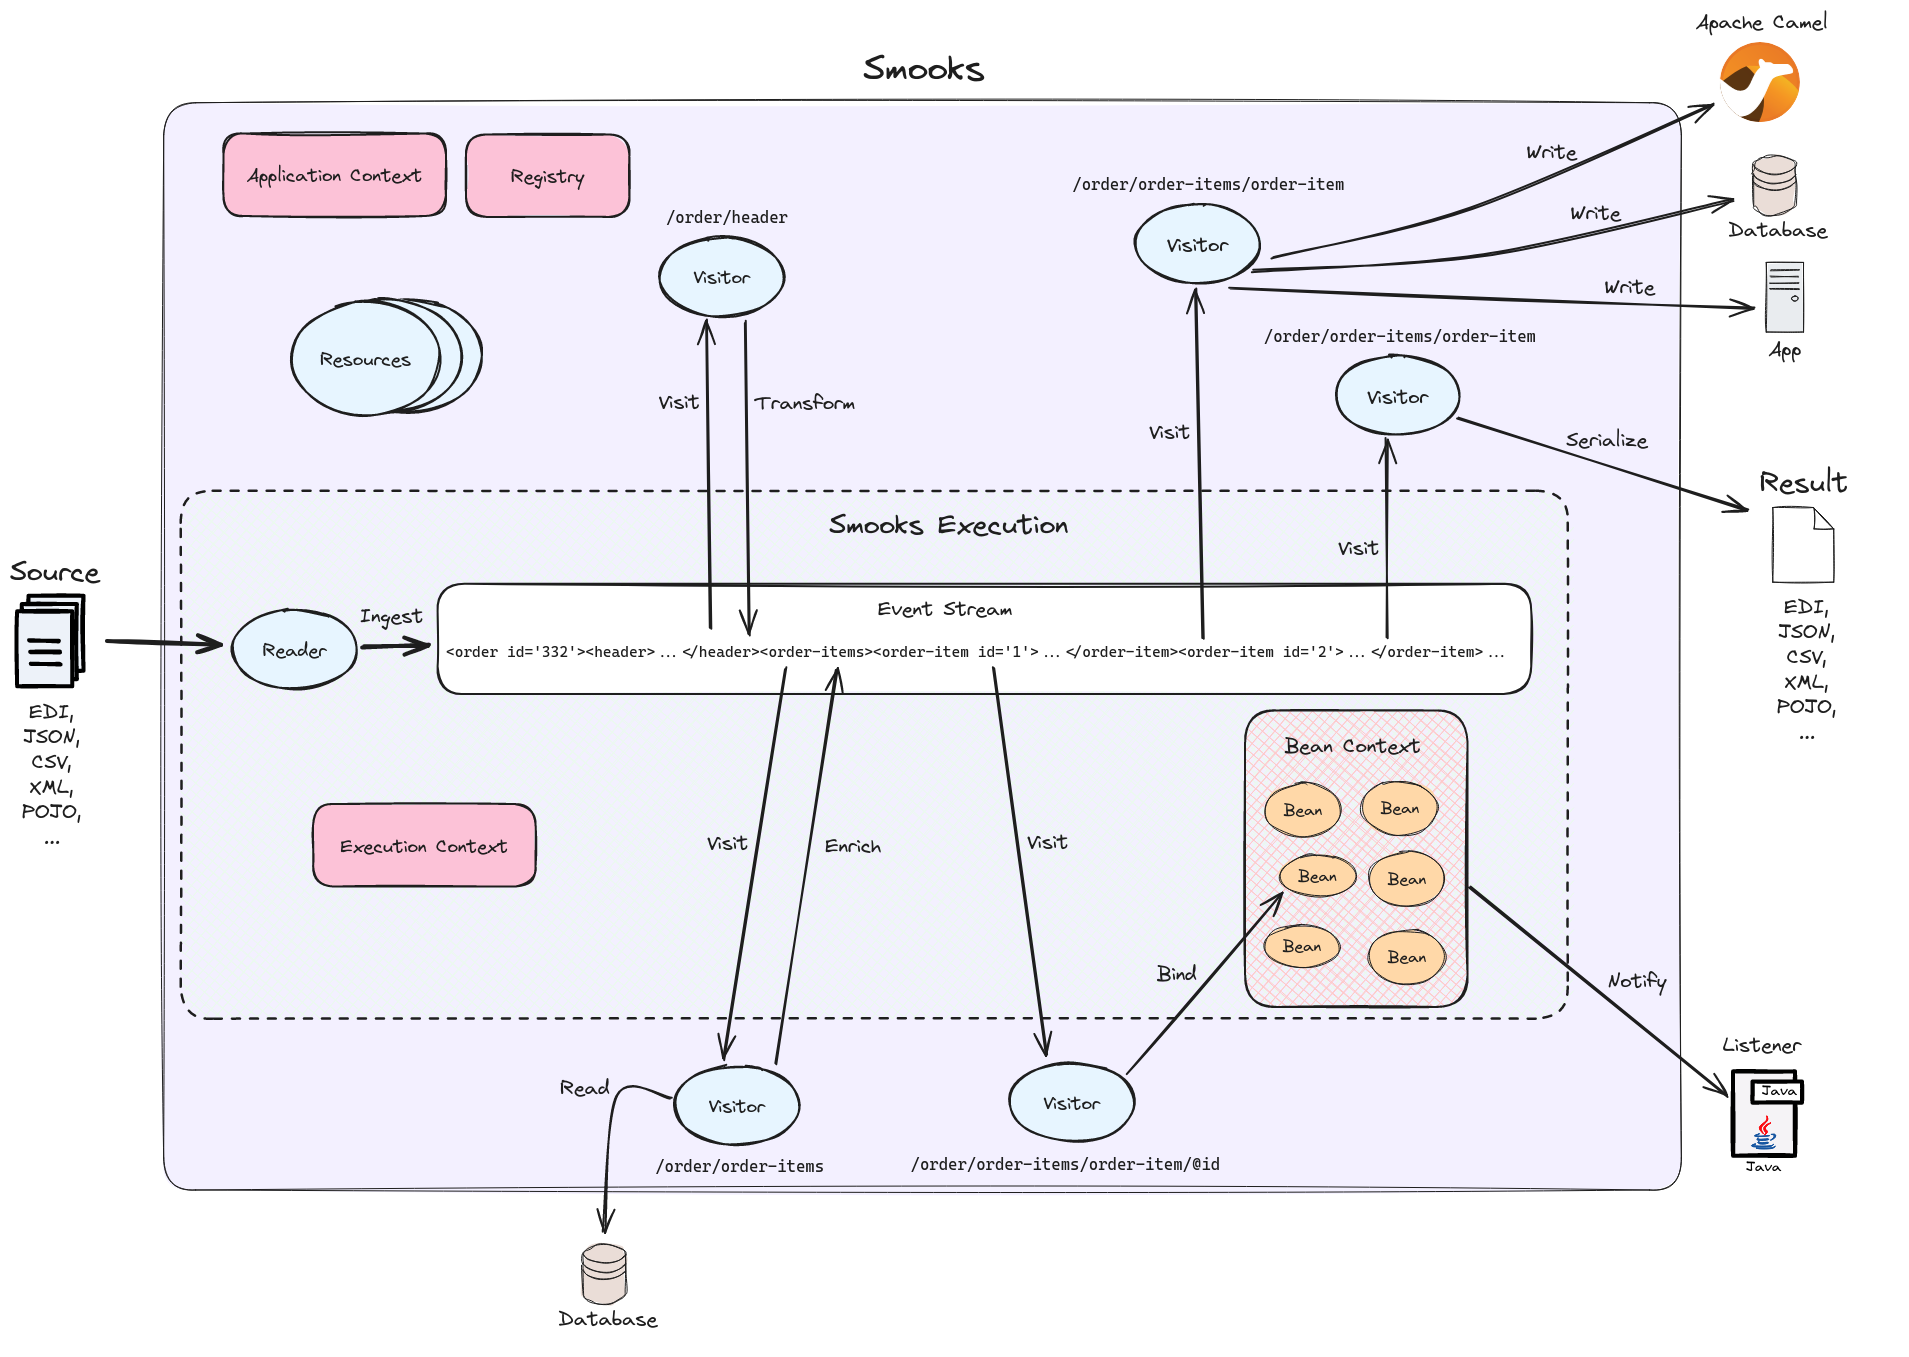 Apache Camel
Smooks
Application Context
Registry
Write
/order/order-items/order-item
Visitor
Write
Database
/order/header
Visitor
Write
App
/order/order-items/order-item
Visitor
Resources
Visit
Transform
Visit
Serialize
Result
EDI,
JSON,
CSV,
XML,
POJO,
...
Smooks Execution
Visit
Source
EDI,
JSON,
CSV,
XML,
POJO,
...
Reader
Ingest
Event Stream
<order id='332'><header> ... </header><order-items><order-item id='1'> ... </order-item><order-item id='2'> ... </order-item> ...
Bean Context
Bean
Bean
Bean
Bean
Bean
Bean
Execution Context
Visit
Enrich
Visit
Bind
Notify
Listener
Java
Java
Read
Visitor
/order/order-items
Visitor
/order/order-items/order-item/@id
Database